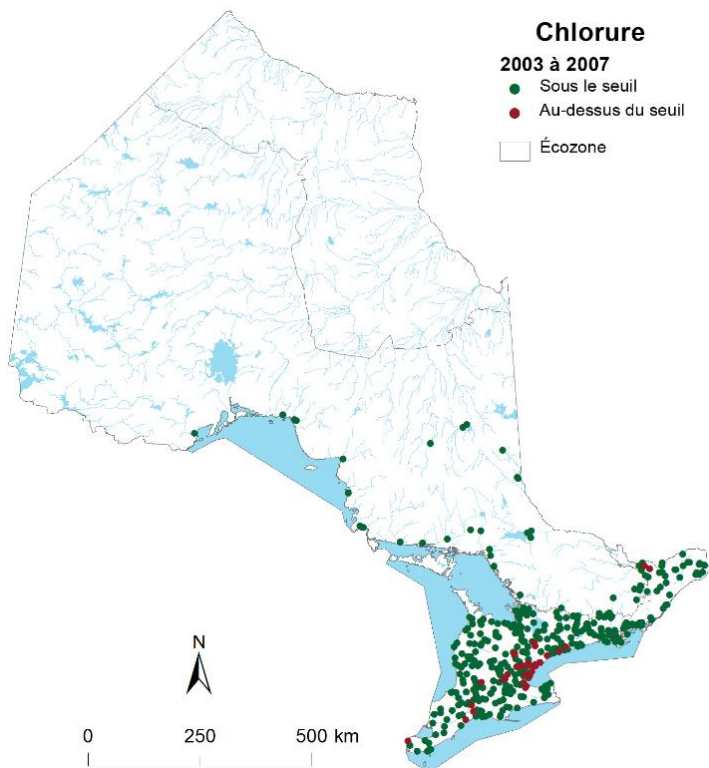 Chlorure
2003 à 2007
Sous le seuil
Au-dessus du seuil
Écozone
N
0 250 500 km